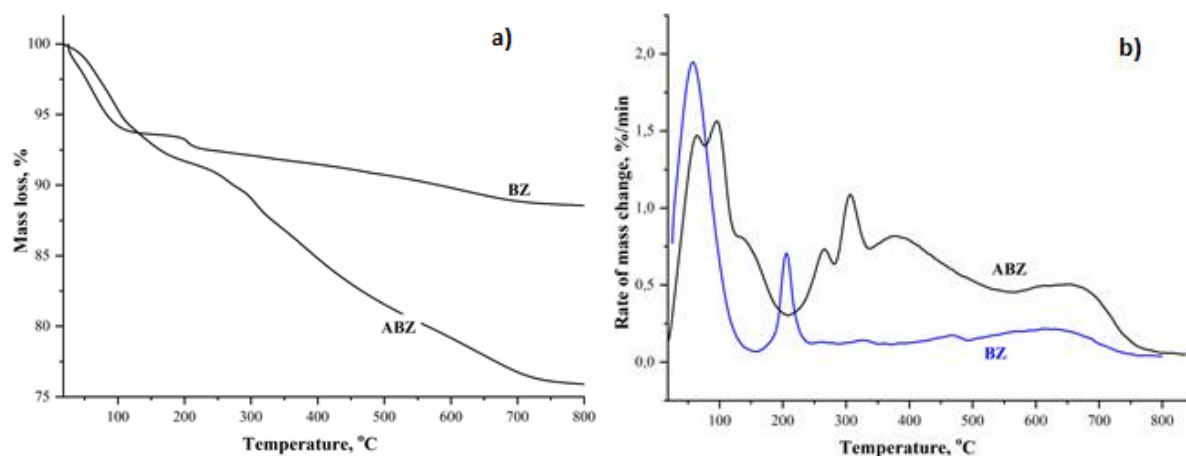 a)
Mass loss, %
100
95
90
85
80
75
BZ
ABZ
100 200 300 400 500 600 700 800
Temperature, °C
b)
Rate of mass change, %/min
2,0
1,5
1,0
0,5
0,0
ABZ
BZ
100 200 300 400 500 600 700 800
Temperature, °C